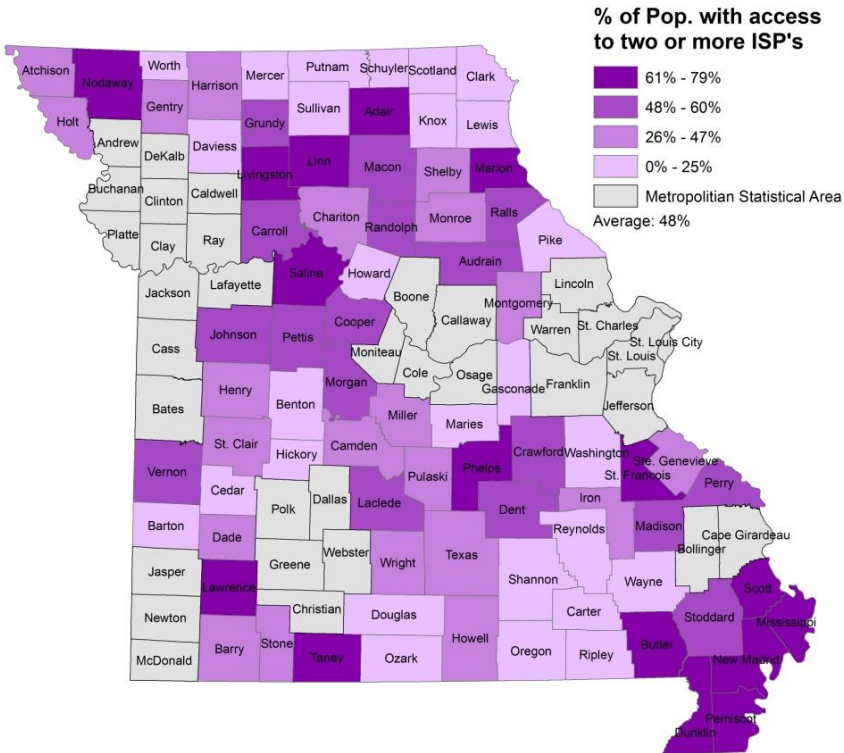 % of Pop. with access
to two or more ISP's
61% - 79%
48% - 60%
26% - 47%
0% - 25%
Metropolitan Statistical Area
Average: 48%
Atchison
Nodaway
Worth
Harrison
Mercer
Putnam
Schuyler
Scotland
Clark
Holt
Gentry
Grundy
Sullivan
Adair
Knox
Lewis
Andrew
DeKalb
Daviess
Livingston
Linn
Macon
Shelby
Marion
Buchanan
Clinton
Caldwell
Chariton
Randolph
Monroe
Ralls
Platte
Clay
Ray
Carroll
Pike
Saline
Howard
Audrain
Jackson
Lafayette
Boone
Callaway
Montgomery
Lincoln
Johnson
Pettis
Cooper
Warren
St. Charles
St. Louis City
Cass
Moniteau
Cole
Osage
Gasconade
Franklin
St. Louis
Jefferson
Bates
Henry
Benton
Morgan
Miller
Maries
St. Clair
Hickory
Camden
Phelps
Crawford
Washington
Ste. Genevieve
St. Francois
Vernon
Cedar
Pulaski
Perry
Polk
Dallas
Laclede
Dent
Iron
Barton
Dade
Reynolds
Madison
Cape Girardeau
Bollinger
Jasper
Greene
Webster
Wright
Texas
Shannon
Wayne
Lawrence
Scott
Newton
Christian
Douglas
Carter
Stoddard
Mississippi
McDonald
Barry
Stone
Taney
Ozark
Howell
Oregon
Ripley
Butler
New Madrid
Pemiscot
Dunklin